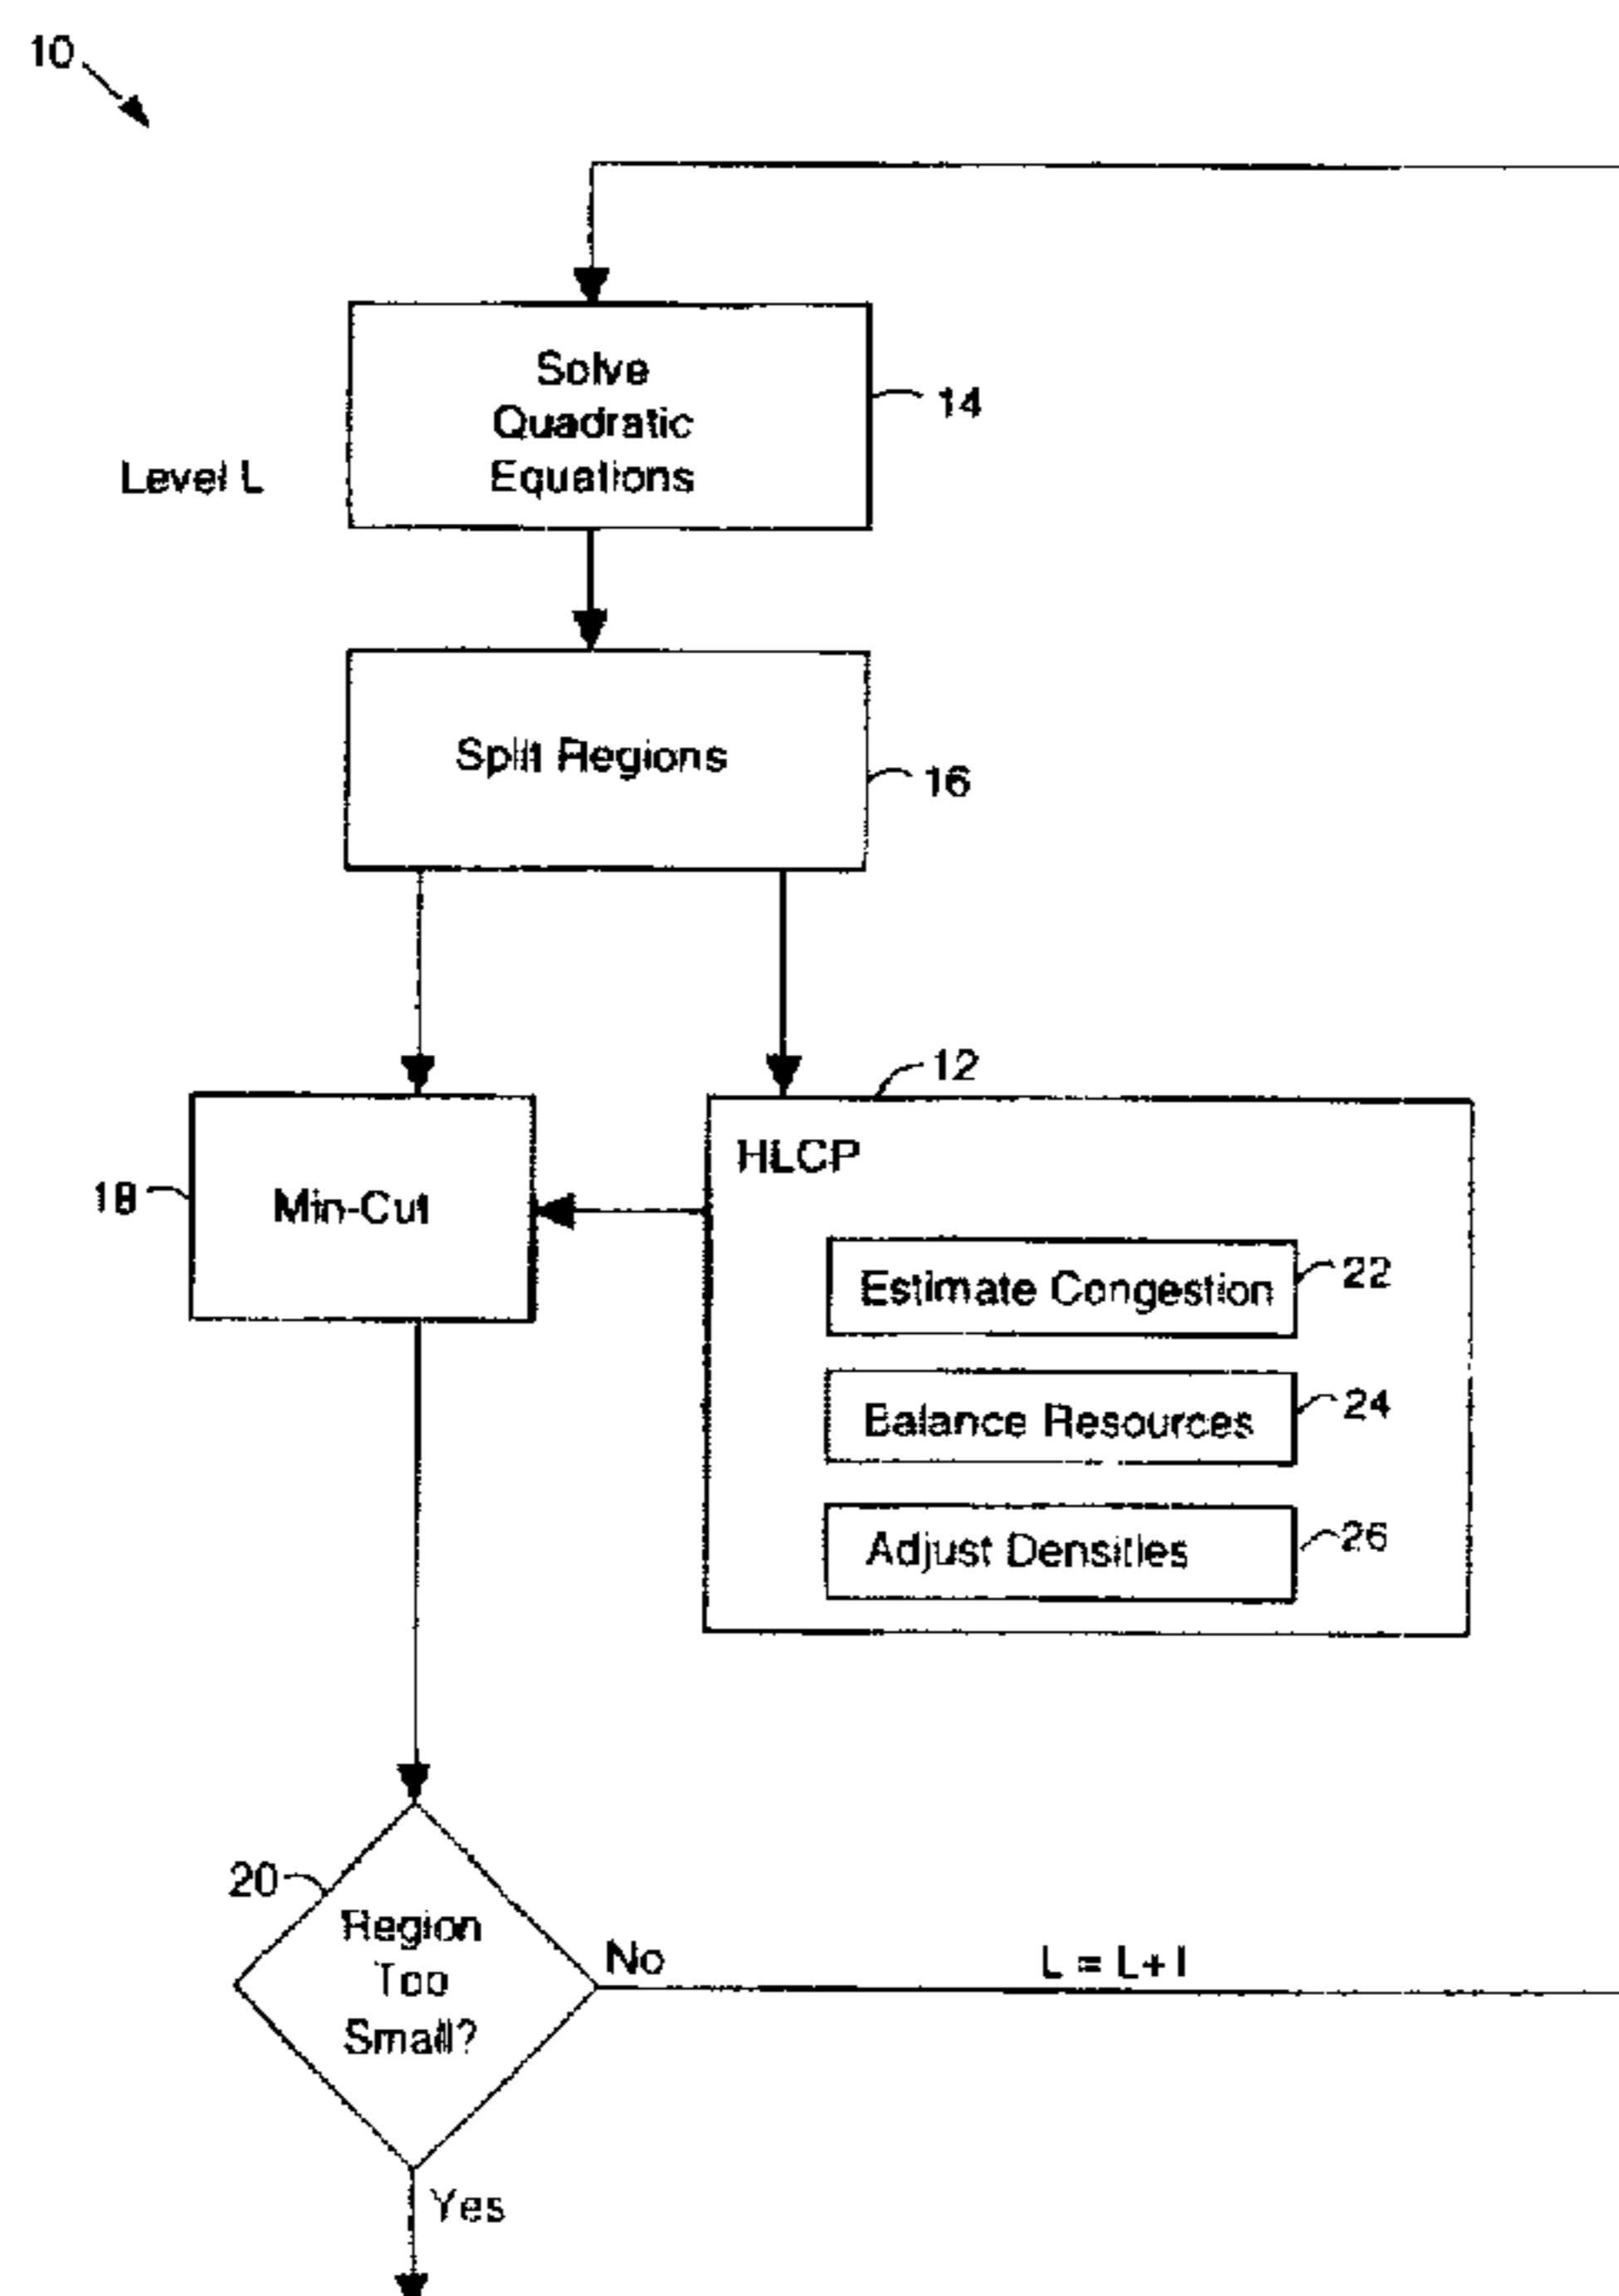 10
Solve
Quadratic
Equations
14
Level L
Split Regions
16
12
HLCP
18
Min-Cut
Estimate Congestion
22
Balance Resources
24
Adjust Densities
26
20
Region
Too
Small?
No
L = L+1
Yes